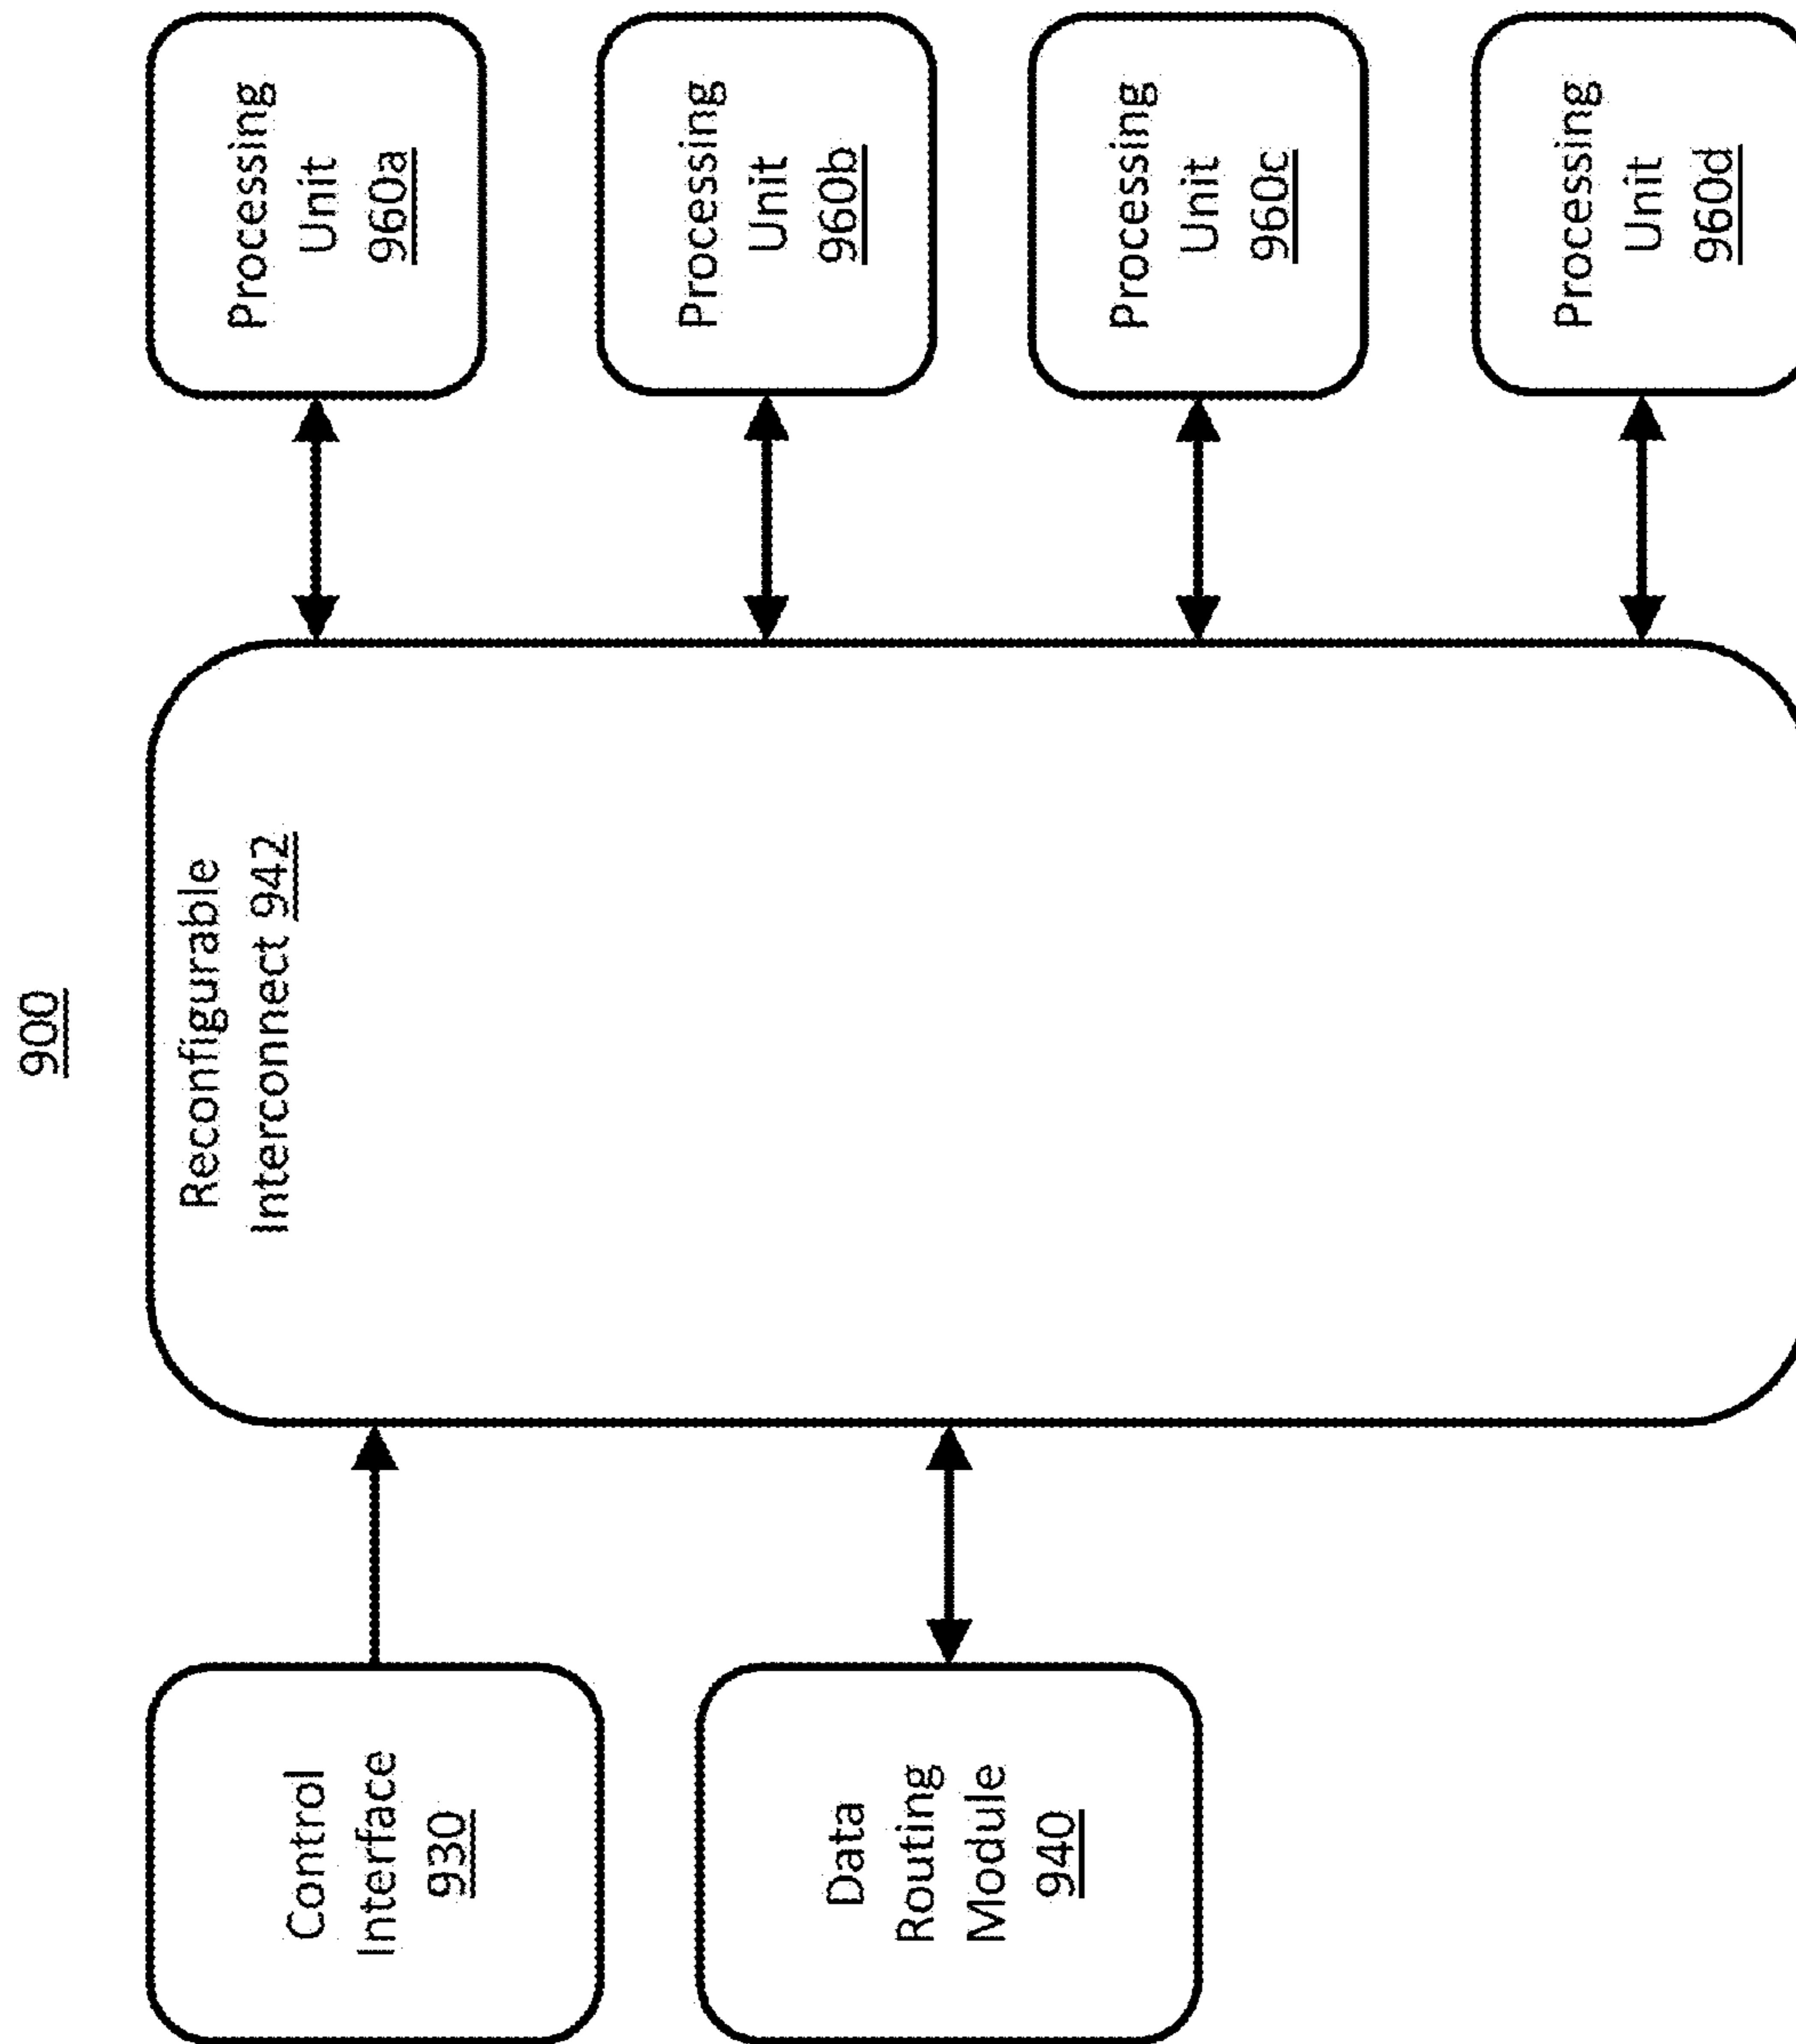 900
Control
Interface
930
Data
Routing
Module
940
Reconfigurable
Interconnect 942
Processing
Unit
960a
Processing
Unit
960b
Processing
Unit
960c
Processing
Unit
960d